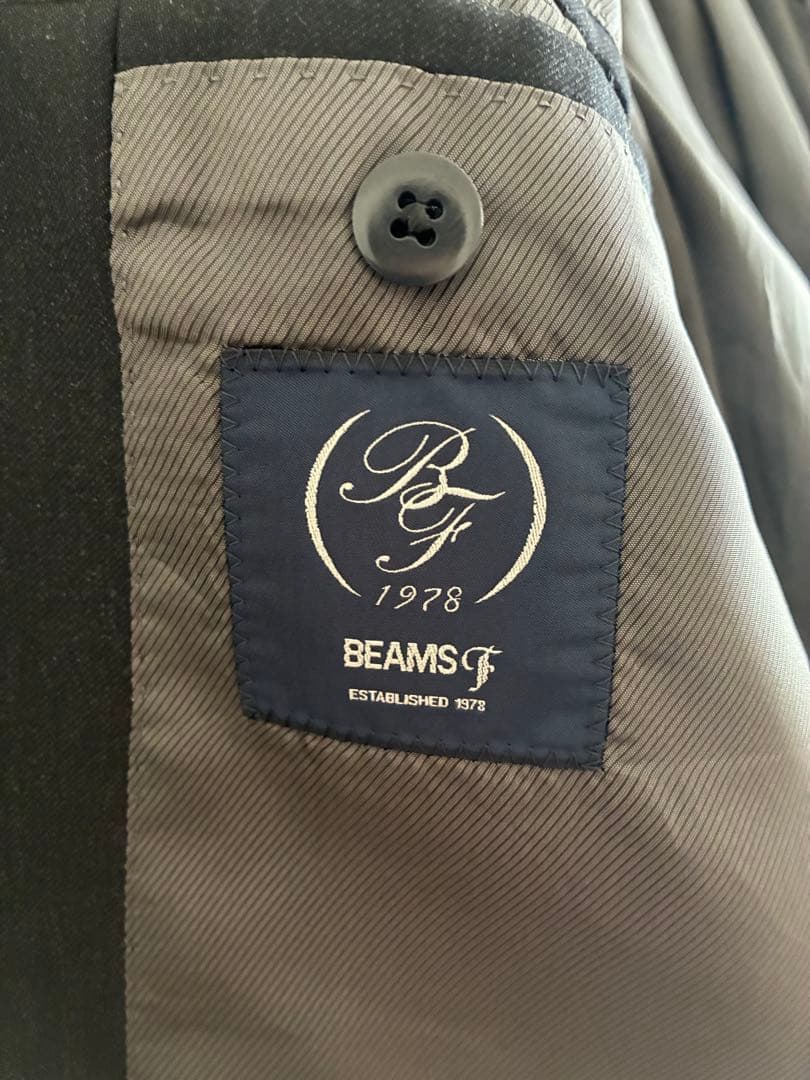 BF
1978
BEAMS F
ESTABLISHED 1978